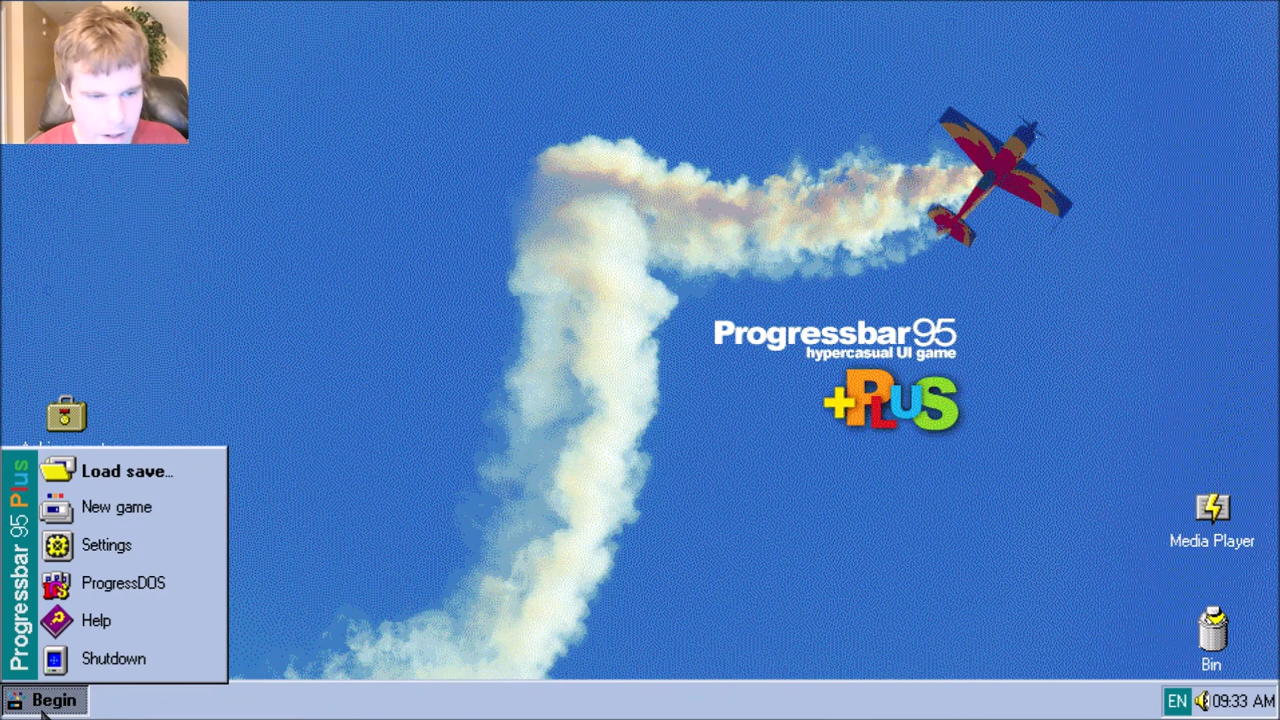 Progressbar95
hypercasual UI game
+PLUS
Progressbar 95 Plus
Load save...
New game
Settings
ProgressDOS
Help
Shutdown
Media Player
Bin
Begin
EN
09:33 AM